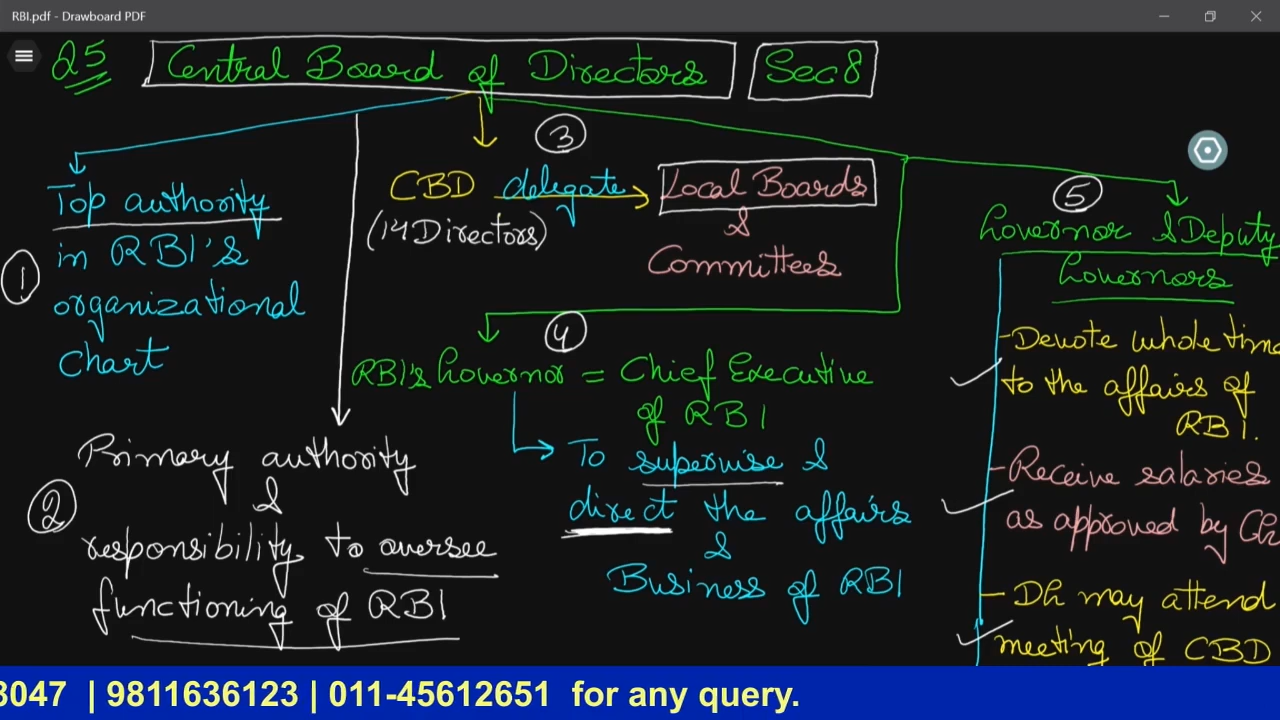 RBI.pdf - Drawboard PDF
25 Central Board of Directors Sec 8
1
Top authority
in RBI's
organizational
chart
2
Primary authority
&
responsibility to oversee
functioning of RBI
3
CBD delegate Local Boards
(14 Directors)
&
Committees
4
RBI's Governor = Chief Executive
of RBI
To supervise &
direct the affairs
&
Business of RBI
5
Governor & Deputy
Governors
- Devote whole time
to the affairs of
RBI.
- Receive salaries
as approved by
- DG may attend
meeting of CBD
3047 | 9811636123 | 011-45612651 for any query.